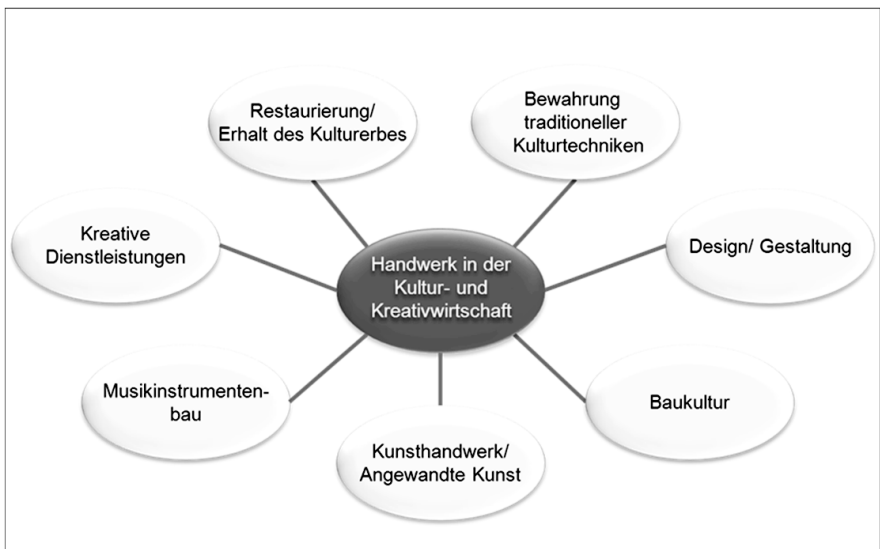 Restaurierung/
Erhalt des Kulturerbes
Bewahrung
traditioneller
Kulturtechniken
Kreative
Dienstleistungen
Design/ Gestaltung
Handwerk in der
Kultur- und
Kreativwirtschaft
Musikinstrumenten-
bau
Baukultur
Kunsthandwerk/
Angewandte Kunst